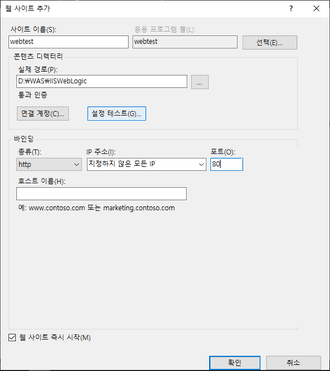 웹 사이트 추가
? ×
사이트 이름(S):
응용 프로그램 풀(L):
webtest
webtest
선택(E)...
콘텐츠 디렉터리
실제 경로(P):
D:\WAS\IISWebLogic
...
통과 인증
연결 계정(C)...
설정 테스트(G)...
바인딩
종류(T):
IP 주소(I):
포트(O):
http
지정하지 않은 모든 IP
80
호스트 이름(H):
예: www.contoso.com 또는 marketing.contoso.com
웹 사이트 즉시 시작(M)
확인
취소